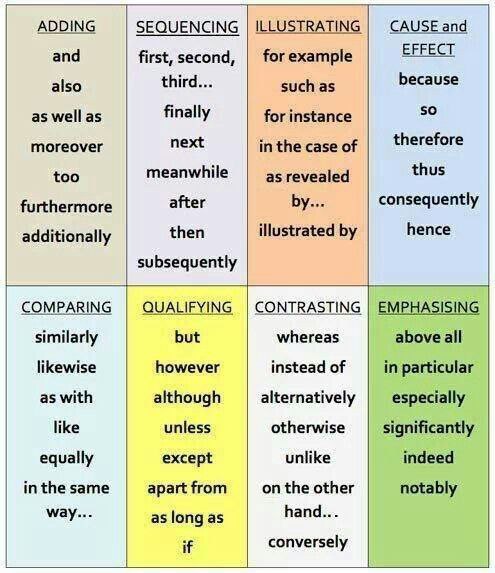 ADDING
and
also
as well as
moreover
too
furthermore
additionally
SEQUENCING
first, second,
third...
finally
next
meanwhile
after
then
subsequently
ILLUSTRATING
for example
such as
for instance
in the case of
as revealed
by...
illustrated by
CAUSE and
EFFECT
because
so
therefore
thus
consequently
hence
COMPARING
similarly
likewise
as with
like
equally
in the same
way...
QUALIFYING
but
however
although
unless
except
apart from
as long as
if
CONTRASTING
whereas
instead of
alternatively
otherwise
unlike
on the other
hand...
conversely
EMPHASISING
above all
in particular
especially
significantly
indeed
notably